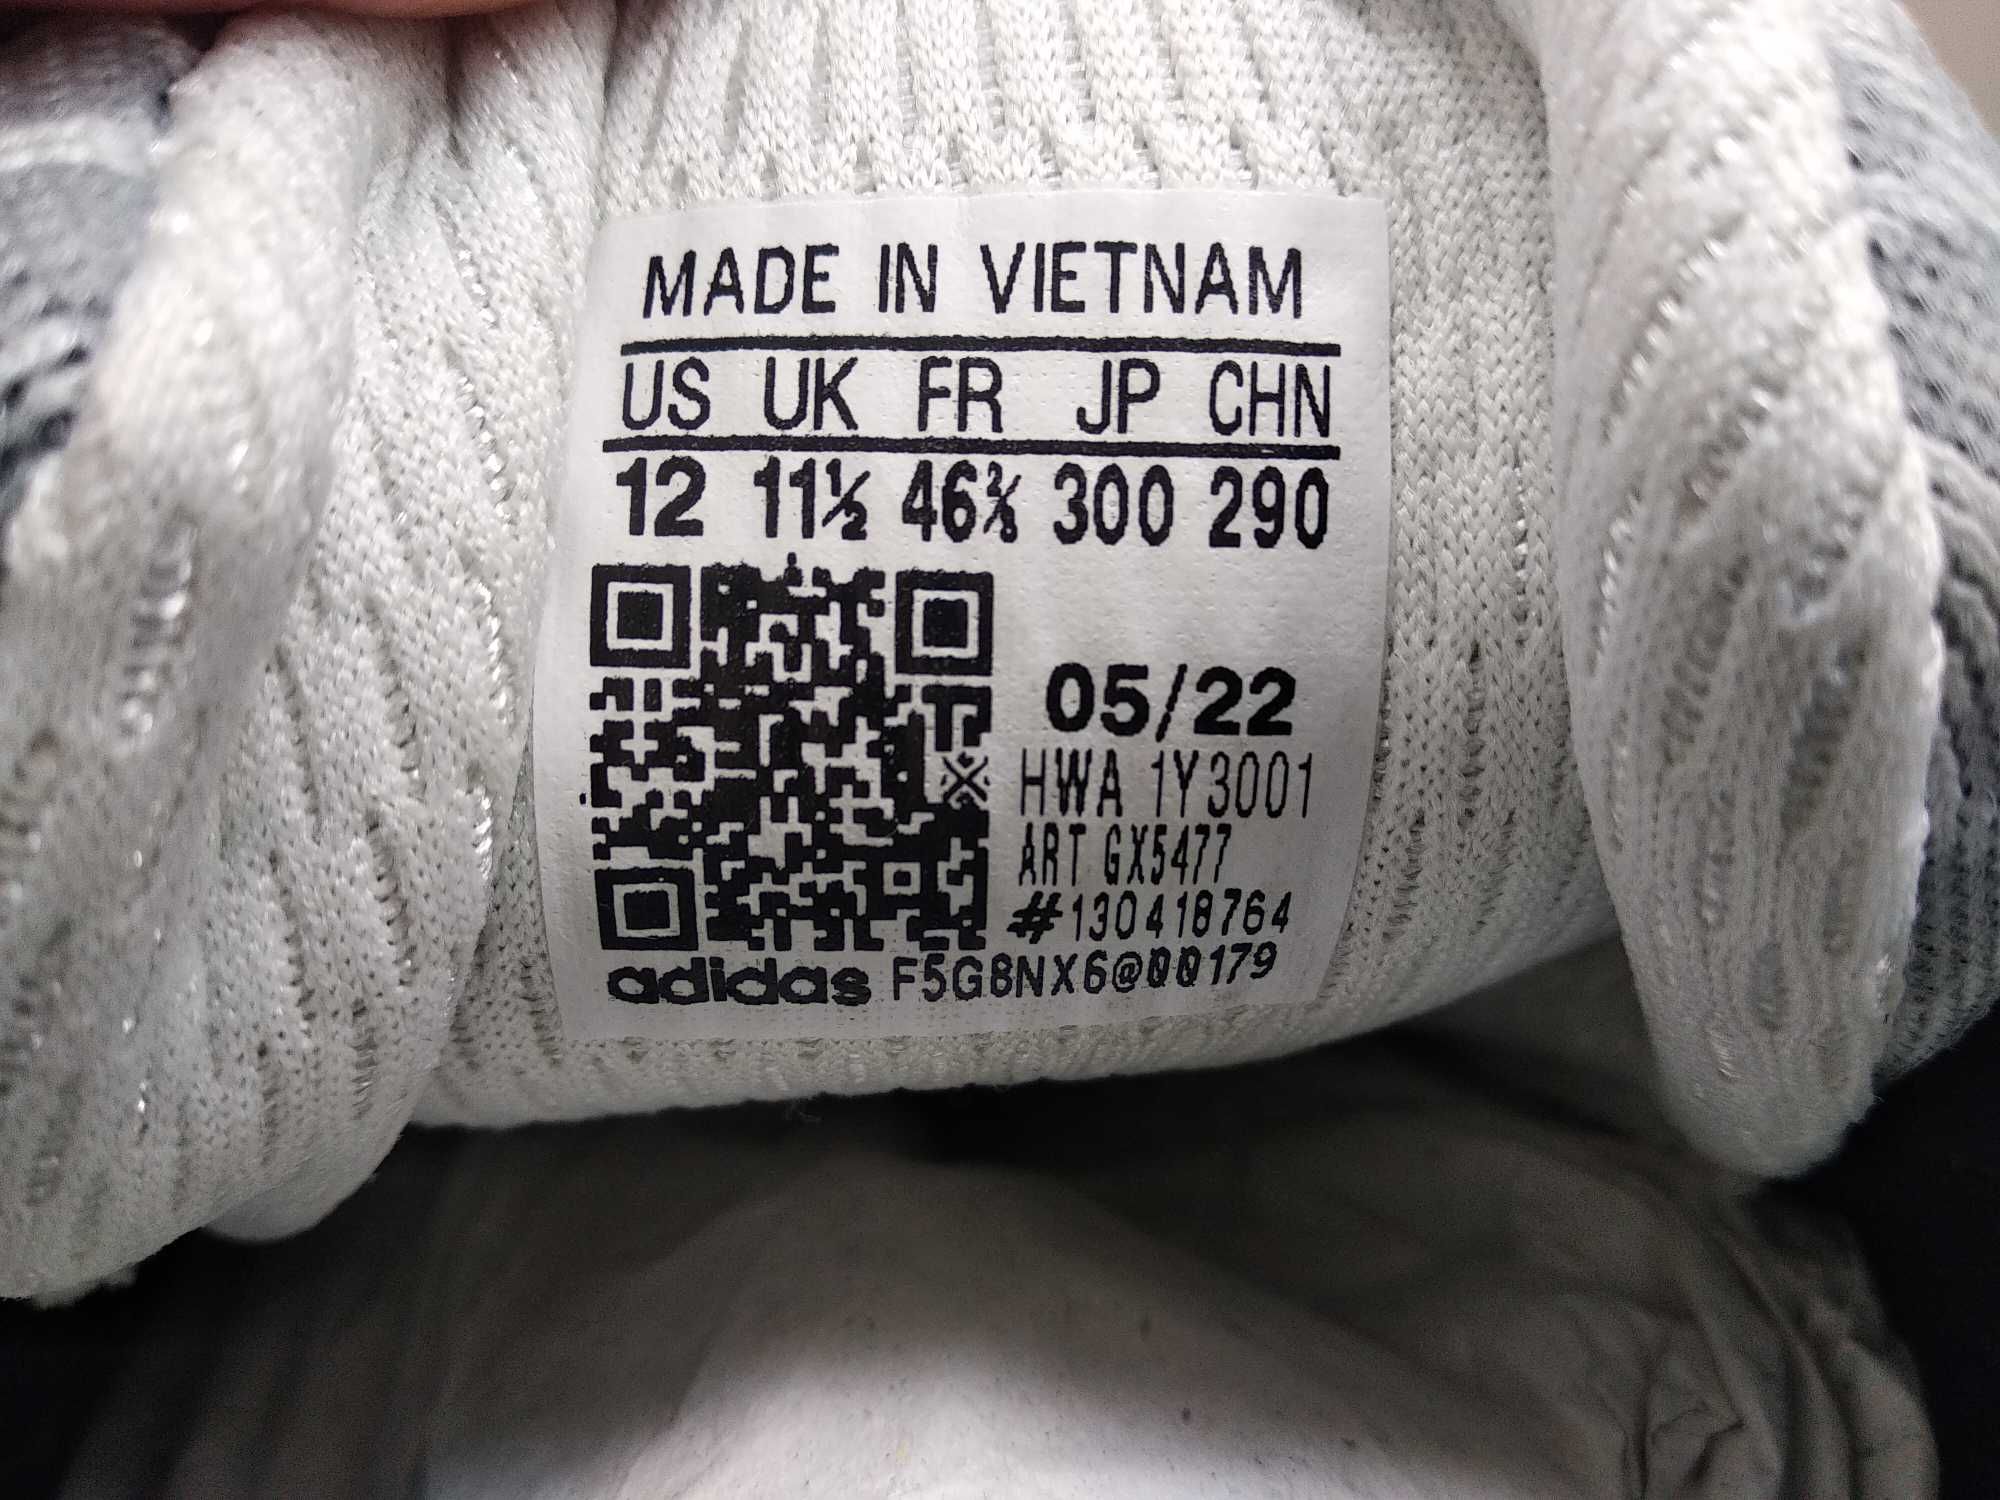 MADE IN VIETNAM
US UK FR JP CHN
12 11½ 46⅔ 300 290
05/22
HWA 1Y3001
ART GX5477
#130418764
adidas F5G8NX6@00179